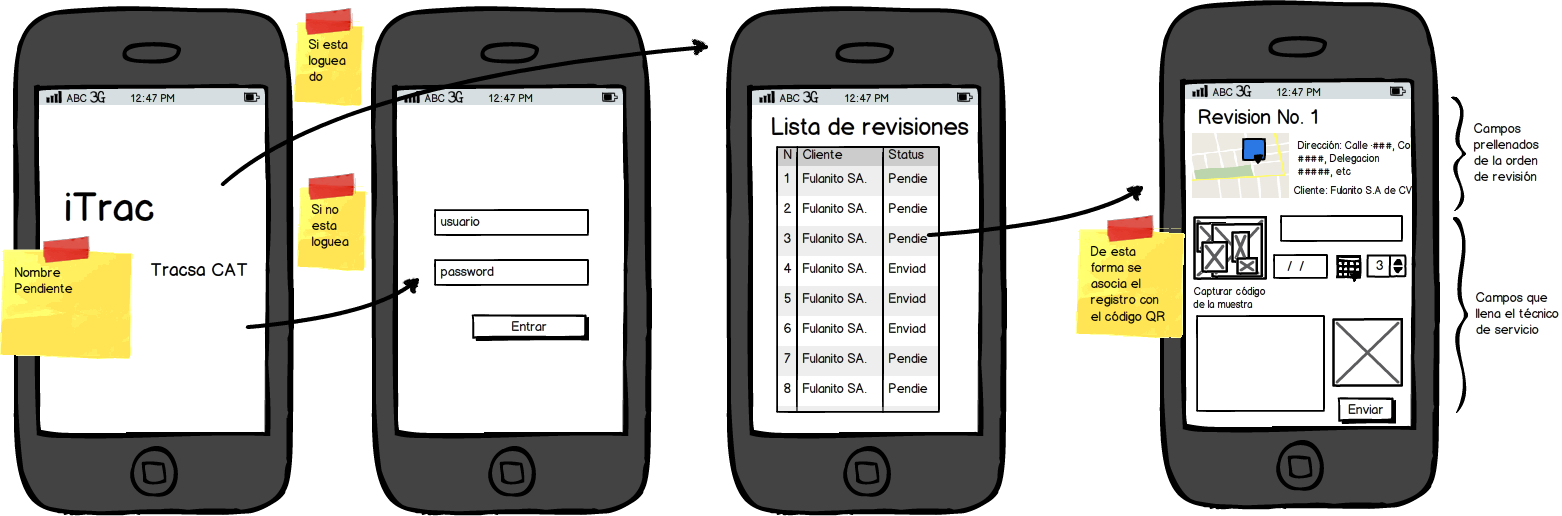 ABC 3G 12:47 PM
iTrac
Tracsa CAT
Nombre
Pendiente
Si esta
loguea
do
Si no
esta
loguea
ABC 3G 12:47 PM
usuario
password
Entrar
ABC 3G 12:47 PM
Lista de revisiones
N Cliente Status
1 Fulanito SA. Pendie
2 Fulanito SA. Pendie
3 Fulanito SA. Pendie
4 Fulanito SA. Enviad
5 Fulanito SA. Enviad
6 Fulanito SA. Enviad
7 Fulanito SA. Pendie
8 Fulanito SA. Pendie
De esta
forma se
asocia el
registro con
el código QR
ABC 3G 12:47 PM
Revision No. 1
Dirección: Calle ·###, Co
####, Delegacion
#####, etc
Cliente: Fulanito S.A de CV
/ / 3
Capturar código
de la muestra
Enviar
Campos
prellenados
de la orden
de revisión
Campos que
llena el técnico
de servicio